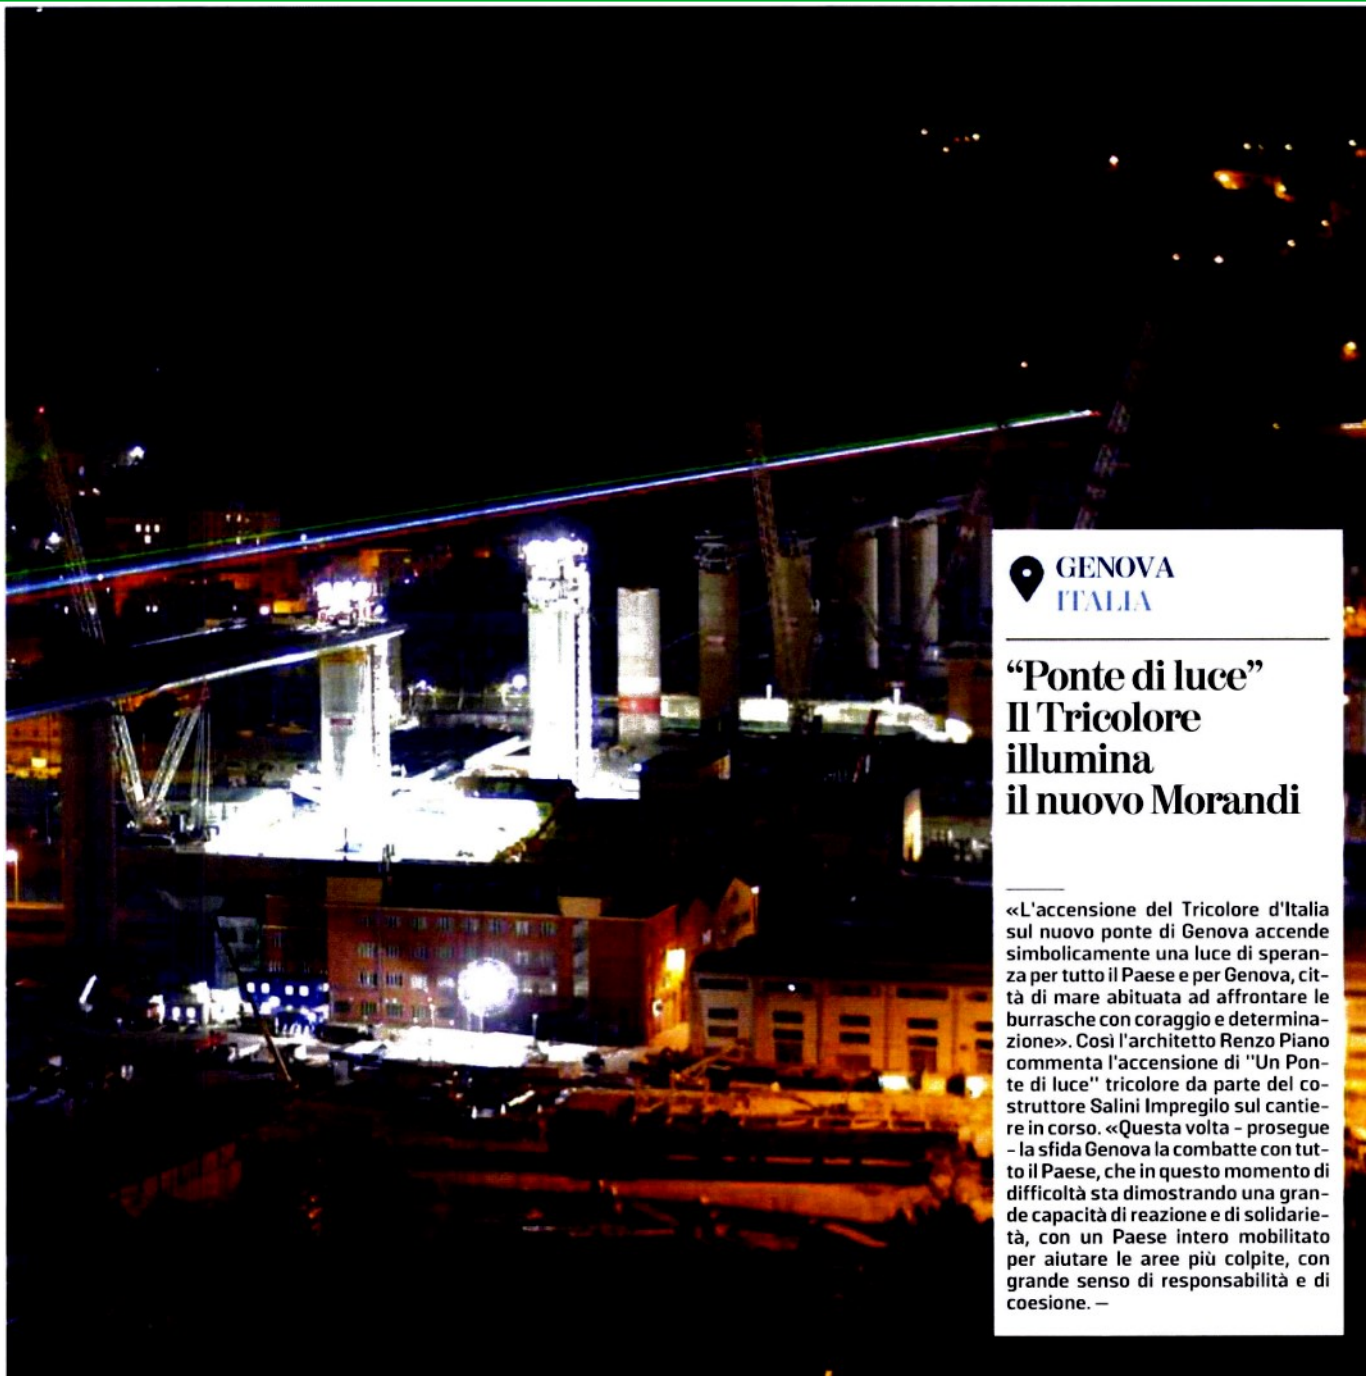 GENOVA
ITALIA
“Ponte di luce”
Il Tricolore
illumina
il nuovo Morandi
«L'accensione del Tricolore d'Italia
sul nuovo ponte di Genova accende
simbolicamente una luce di speran-
za per tutto il Paese e per Genova, cit-
tà di mare abituata ad affrontare le
burrasche con coraggio e determina-
zione». Così l'architetto Renzo Piano
commenta l'accensione di "Un Pon-
te di luce" tricolore da parte del co-
struttore Salini Impregilo sul cantie-
re in corso. «Questa volta - prosegue
- la sfida Genova la combatte con tut-
to il Paese, che in questo momento di
difficoltà sta dimostrando una gran-
de capacità di reazione e di solidarie-
tà, con un Paese intero mobilitato
per aiutare le aree più colpite, con
grande senso di responsabilità e di
coesione. —